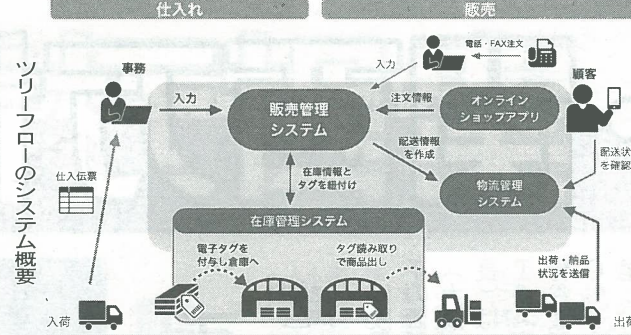 仕入れ
販売
ツリーフローのシステム概要
事務
入力
販売管理
システム
入力
電話・FAX注文
注文情報
オンライン
ショップアプリ
顧客
配送情報
を作成
物流管理
システム
配送状
を確認
仕入伝票
在庫情報と
タグを紐付け
在庫管理システム
電子タグを
付与し倉庫へ
タグ読み取り
で商品出し
出荷・納品
状況を送信
入荷
出荷